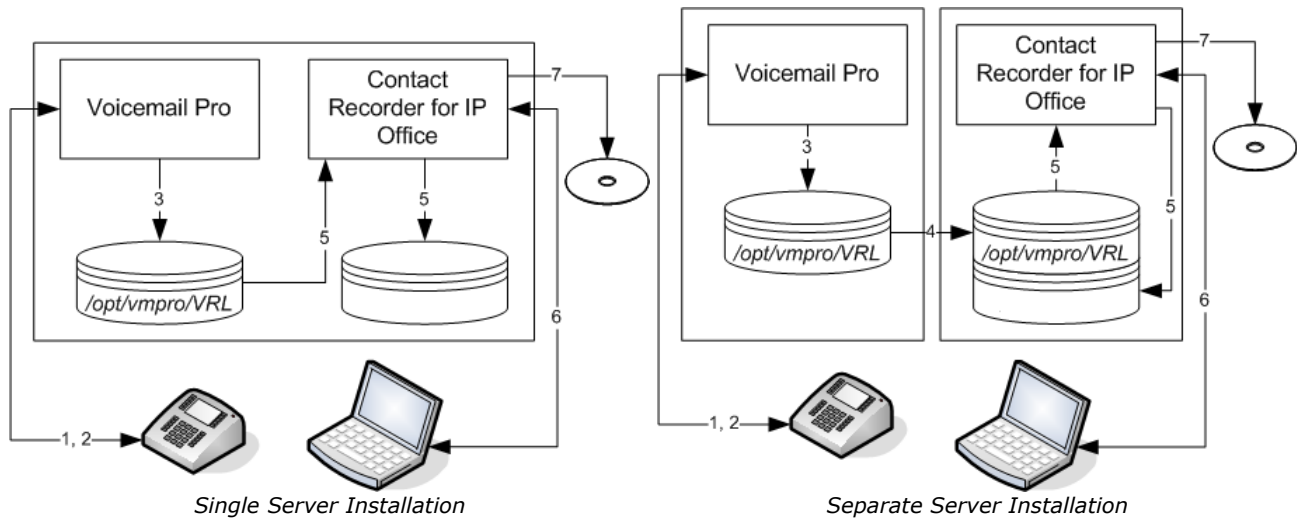 Voicemail Pro
Contact
Recorder for IP
Office
7
3
5
5
/opt/vmpro/VRL
6
1, 2
Single Server Installation
Voicemail Pro
Contact
Recorder for IP
Office
7
3
5
5
4
/opt/vmpro/VRL
/opt/vmpro/VRL
6
1, 2
Separate Server Installation